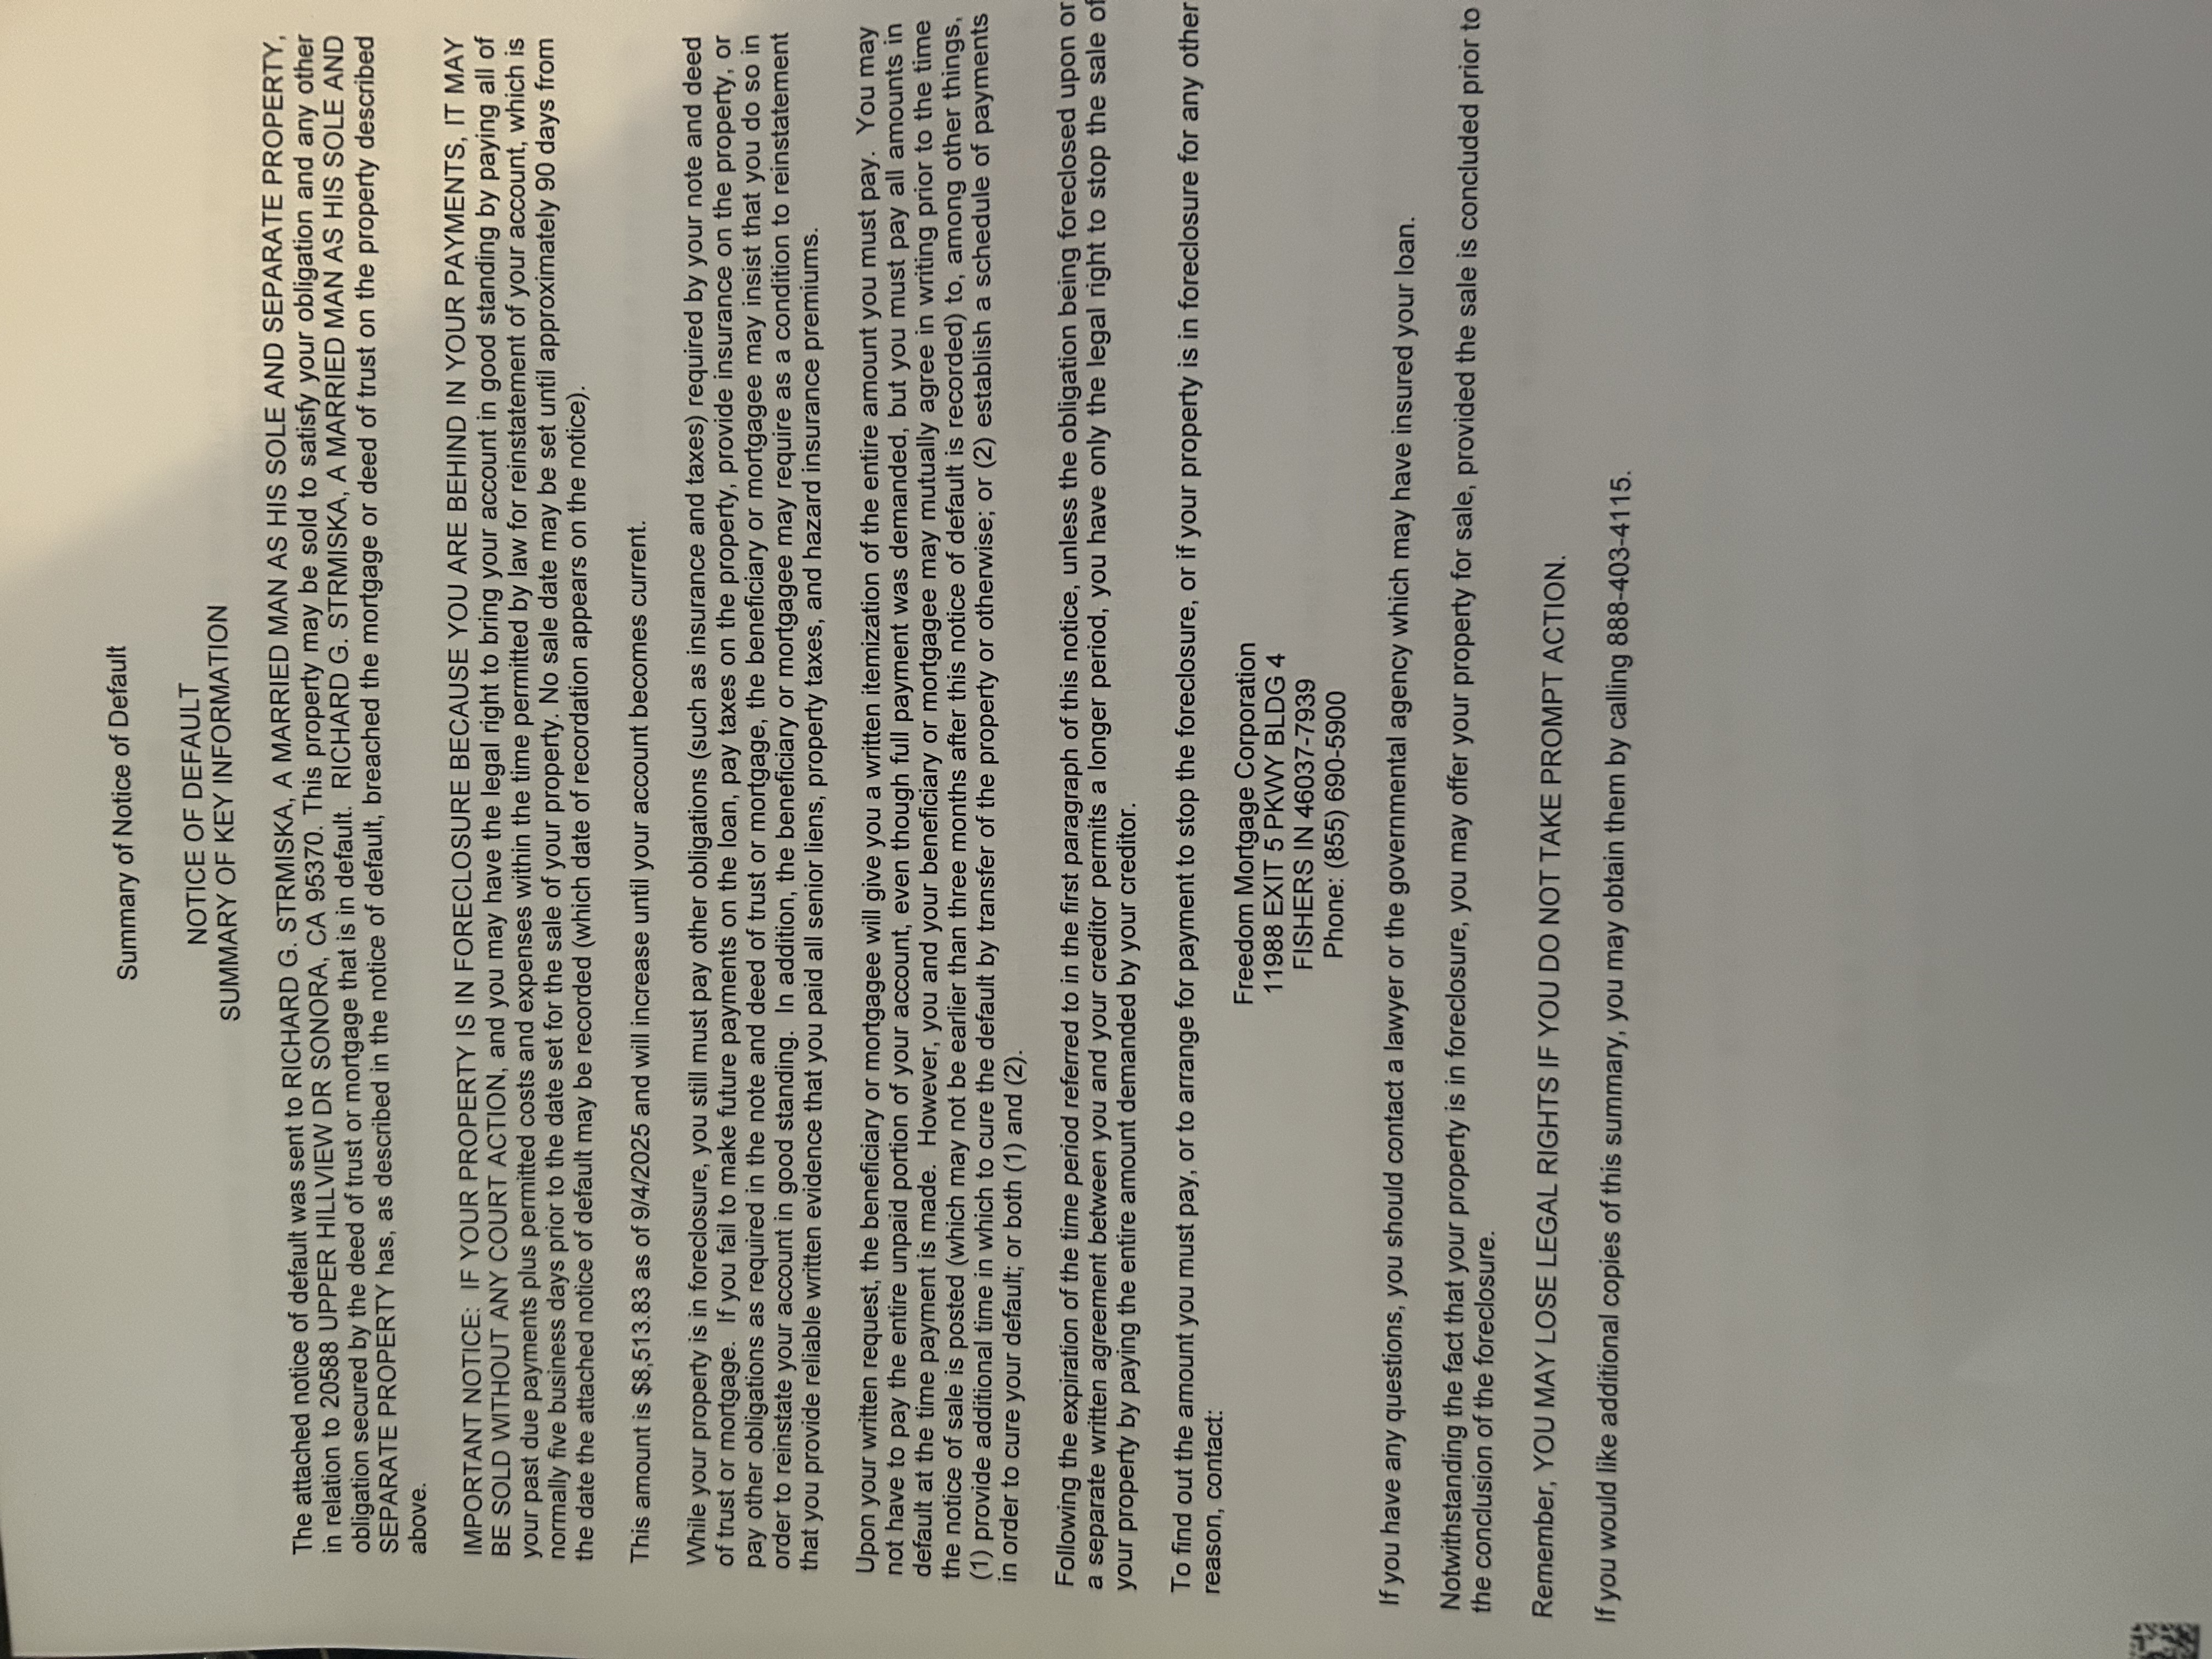 Summary of Notice of Default
NOTICE OF DEFAULT
SUMMARY OF KEY INFORMATION
The attached notice of default was sent to RICHARD G. STRMISKA, A MARRIED MAN AS HIS SOLE AND SEPARATE PROPERTY,
in relation to 20588 UPPER HILLVIEW DR SONORA, CA 95370. This property may be sold to satisfy your obligation and any other
obligation secured by the deed of trust or mortgage that is in default. RICHARD G. STRMISKA, A MARRIED MAN AS HIS SOLE AND
SEPARATE PROPERTY has, as described in the notice of default, breached the mortgage or deed of trust on the property described
above.
IMPORTANT NOTICE: IF YOUR PROPERTY IS IN FORECLOSURE BECAUSE YOU ARE BEHIND IN YOUR PAYMENTS, IT MAY
BE SOLD WITHOUT ANY COURT ACTION, and you may have the legal right to bring your account in good standing by paying all of
your past due payments plus permitted costs and expenses within the time permitted by law for reinstatement of your account, which is
normally five business days prior to the date set for the sale of your property. No sale date may be set until approximately 90 days from
the date the attached notice of default may be recorded (which date of recordation appears on the notice).
This amount is $8,513.83 as of 9/4/2025 and will increase until your account becomes current.
While your property is in foreclosure, you still must pay other obligations (such as insurance and taxes) required by your note and deed
of trust or mortgage. If you fail to make future payments on the loan, pay taxes on the property, provide insurance on the property, or
pay other obligations as required in the note and deed of trust or mortgage, the beneficiary or mortgagee may insist that you do so in
order to reinstate your account in good standing. In addition, the beneficiary or mortgagee may require as a condition to reinstatement
that you provide reliable written evidence that you paid all senior liens, property taxes, and hazard insurance premiums.
Upon your written request, the beneficiary or mortgagee will give you a written itemization of the entire amount you must pay. You may
not have to pay the entire unpaid portion of your account, even though full payment was demanded, but you must pay all amounts in
default at the time payment is made. However, you and your beneficiary or mortgagee may mutually agree in writing prior to the time
the notice of sale is posted (which may not be earlier than three months after this notice of default is recorded) to, among other things,
(1) provide additional time in which to cure the default by transfer of the property or otherwise; or (2) establish a schedule of payments
in order to cure your default; or both (1) and (2).
Following the expiration of the time period referred to in the first paragraph of this notice, unless the obligation being foreclosed upon or
a separate written agreement between you and your creditor permits a longer period, you have only the legal right to stop the sale of
your property by paying the entire amount demanded by your creditor.
To find out the amount you must pay, or to arrange for payment to stop the foreclosure, or if your property is in foreclosure for any other
reason, contact:
Freedom Mortgage Corporation
11988 EXIT 5 PKWY BLDG 4
FISHERS IN 46037-7939
Phone: (855) 690-5900
If you have any questions, you should contact a lawyer or the governmental agency which may have insured your loan.
Notwithstanding the fact that your property is in foreclosure, you may offer your property for sale, provided the sale is concluded prior to
the conclusion of the foreclosure.
Remember, YOU MAY LOSE LEGAL RIGHTS IF YOU DO NOT TAKE PROMPT ACTION.
If you would like additional copies of this summary, you may obtain them by calling 888-403-4115.